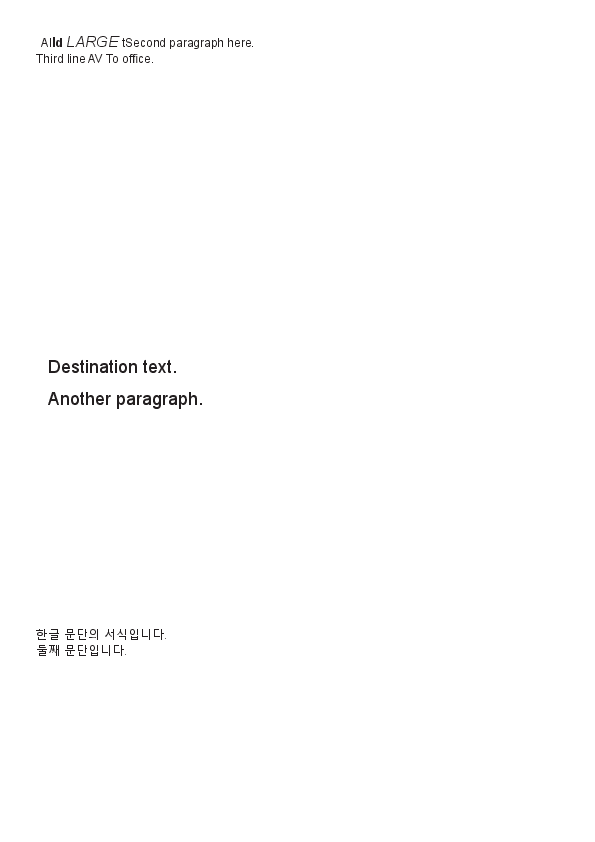 Alld LARGE tSecond paragraph here.
Third line AV To office.
Destination text.
Another paragraph.
한글 문단의 서식입니다.
둘째 문단입니다.